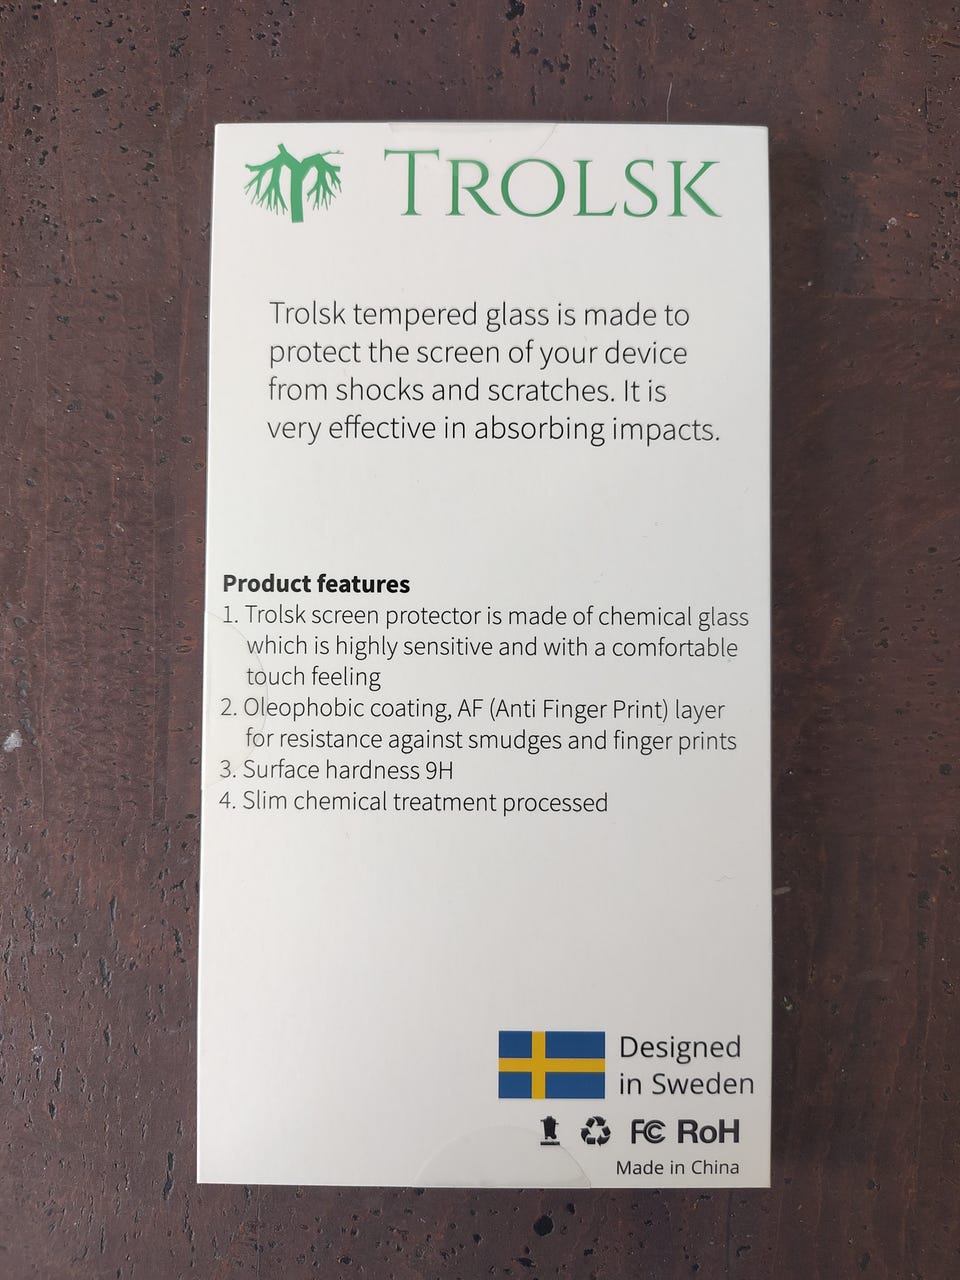 TROLSK
Trolsk tempered glass is made to
protect the screen of your device
from shocks and scratches. It is
very effective in absorbing impacts.
Product features
1. Trolsk screen protector is made of chemical glass
which is highly sensitive and with a comfortable
touch feeling
2. Oleophobic coating, AF (Anti Finger Print) layer
for resistance against smudges and finger prints
3. Surface hardness 9H
4. Slim chemical treatment processed
Designed
in Sweden
FC RoH
Made in China